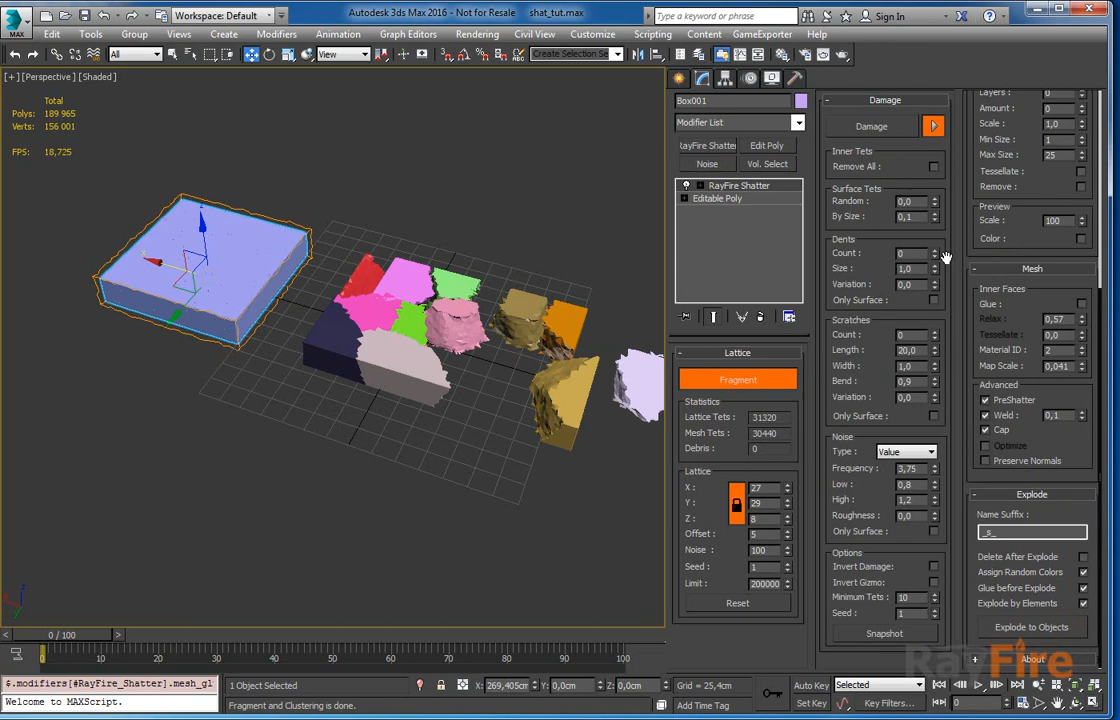 Autodesk 3ds Max 2016 - Not for Resale    shat_tut.max
Workspace: Default
Type a keyword or phrase
Sign In
MAX
Edit
Tools
Group
Views
Create
Modifiers
Animation
Graph Editors
Rendering
Civil View
Customize
Scripting
Content
GameExporter
Help
All
View
Create Selection Se
[+] [Perspective] [Shaded]
Total
Polys: 189 965
Verts: 156 001
FPS: 18,725
Box001
Modifier List
RayFire Shatter
Edit Poly
Noise
Vol. Select
RayFire Shatter
Editable Poly
Lattice
Fragment
Statistics
Lattice Tets : 31320
Mesh Tets : 30440
Debris : 0
Lattice
X : 27
Y : 29
Z : 8
Offset : 5
Noise : 100
Seed : 1
Limit : 200000
Reset
Damage
Damage
Inner Tets
Remove All :
Surface Tets
Random : 0,0
By Size : 0,1
Dents
Count : 0
Size : 1,0
Variation : 0,0
Only Surface :
Scratches
Count : 0
Length : 20,0
Width : 1,0
Bend : 0,9
Variation : 0,0
Only Surface :
Noise
Type : Value
Frequency : 3,75
Low : 0,8
High : 1,2
Roughness : 0,0
Only Surface :
Options
Invert Damage:
Invert Gizmo:
Minimum Tets : 10
Seed : 1
Snapshot
Layers : 0
Amount : 0
Scale : 1,0
Min Size : 1
Max Size : 25
Tessellate :
Remove :
Preview
Scale : 100
Color :
Mesh
Inner Faces
Glue :
Relax : 0,57
Tessellate : 0,0
Material ID : 2
Map Scale : 0,041
Advanced
PreShatter
Weld : 0,1
Cap
Optimize
Preserve Normals
Explode
Name Suffix :
_s_
Delete After Explode
Assign Random Colors
Glue before Explode
Explode by Elements
Explode to Objects
About
RayFire
0 / 100
0 10 20 30 40 50 60 70 80 90 100
$.modifiers[#RayFire_Shatter].mesh_gl
Welcome to MAXScript.
1 Object Selected
Fragment and Clustering is done.
X: 269,405cm
Y: 0,0cm
Z: 0,0cm
Grid = 25,4cm
Add Time Tag
Auto Key
Selected
Set Key
Key Filters...
0